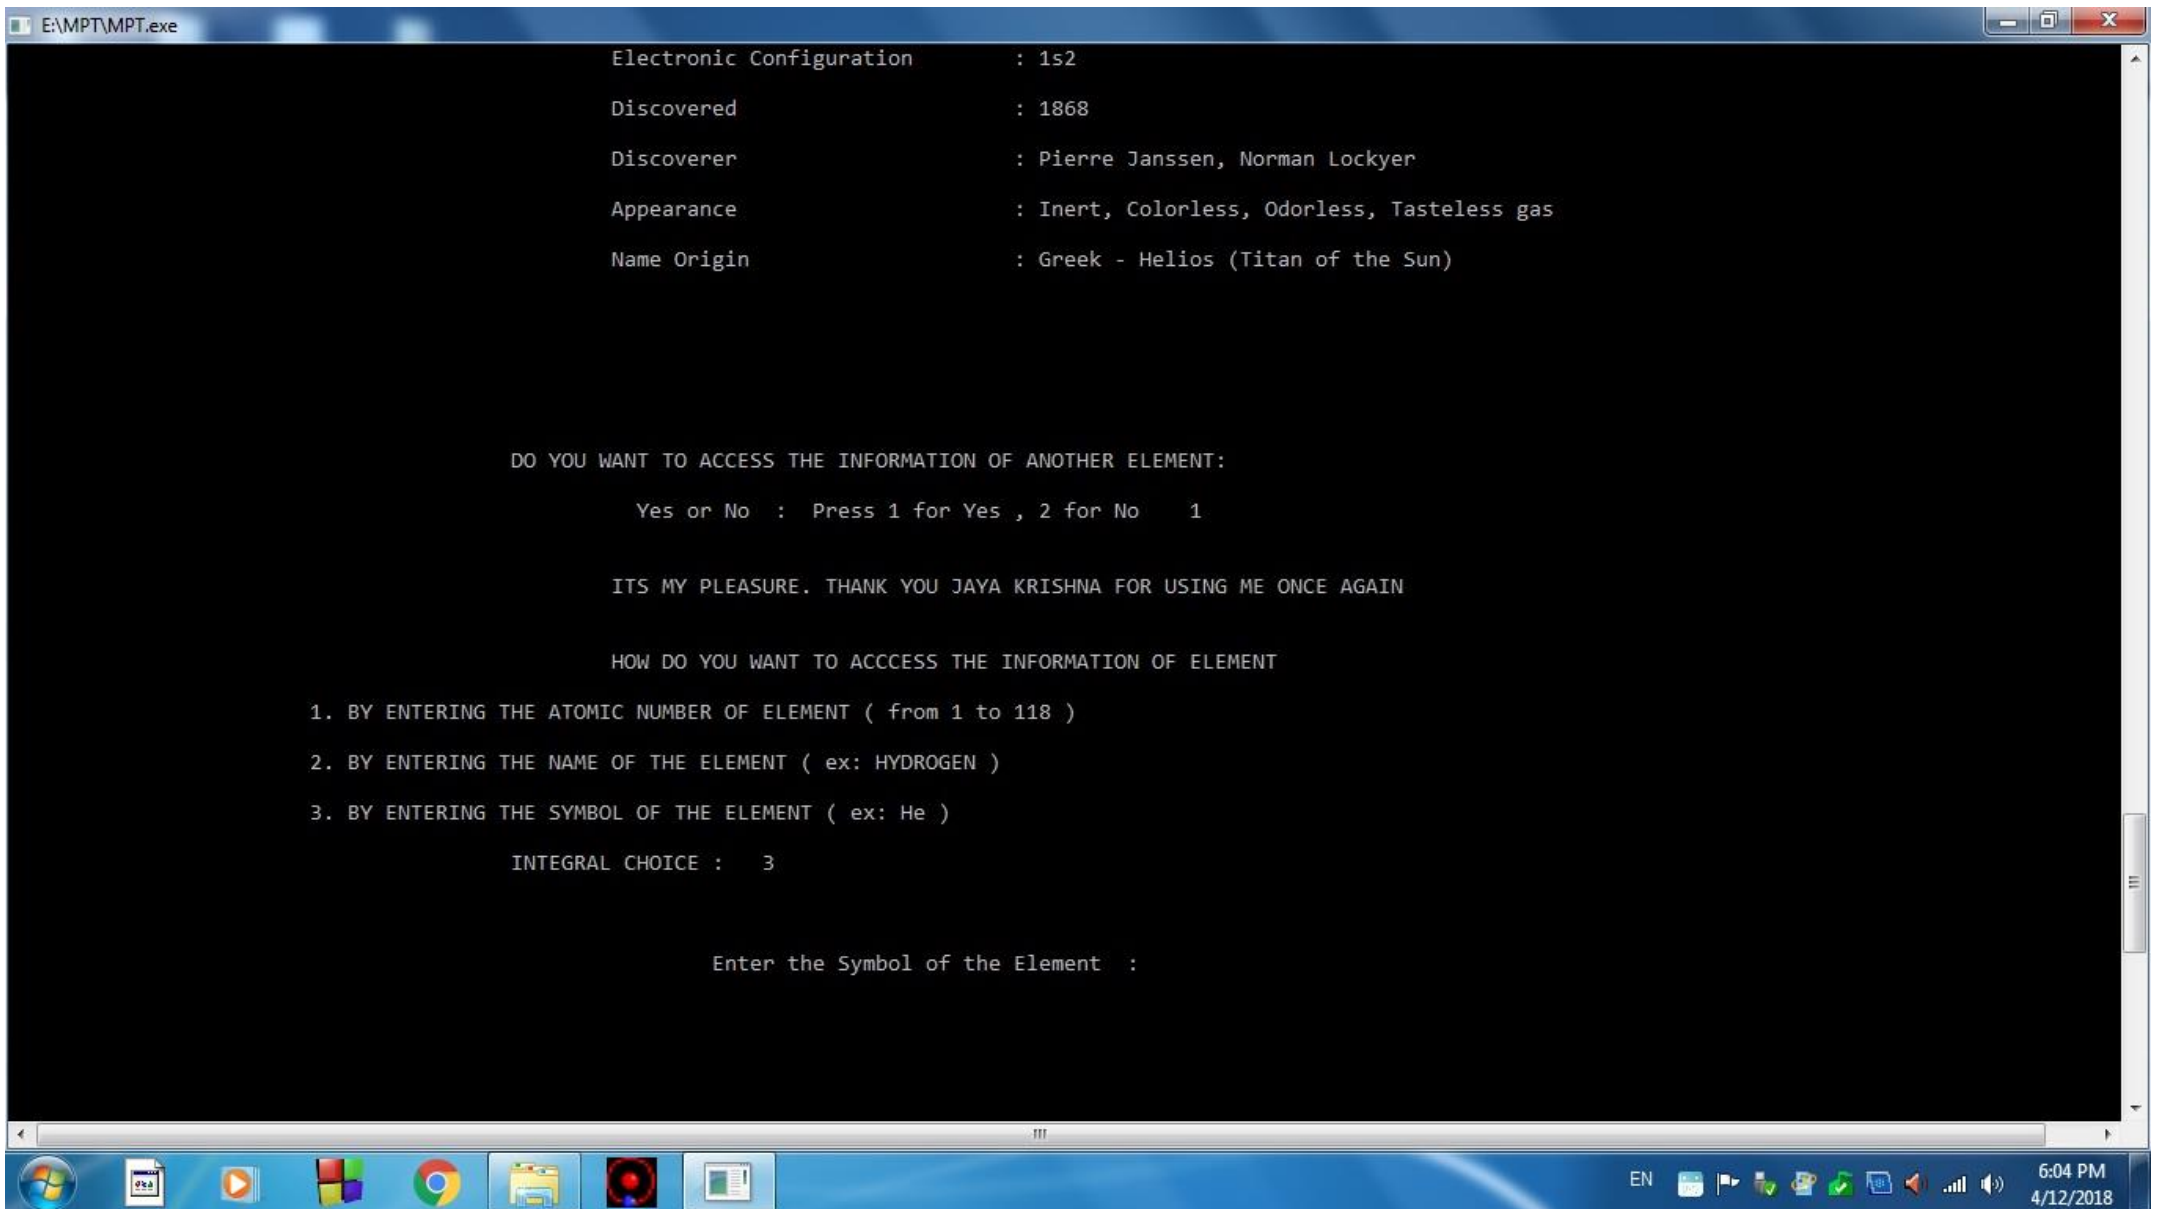 E:\MPT\MPT.exe
Electronic Configuration : 1s2
Discovered : 1868
Discoverer : Pierre Janssen, Norman Lockyer
Appearance : Inert, Colorless, Odorless, Tasteless gas
Name Origin : Greek - Helios (Titan of the Sun)
DO YOU WANT TO ACCESS THE INFORMATION OF ANOTHER ELEMENT:
Yes or No : Press 1 for Yes , 2 for No 1
ITS MY PLEASURE. THANK YOU JAYA KRISHNA FOR USING ME ONCE AGAIN
HOW DO YOU WANT TO ACCCESS THE INFORMATION OF ELEMENT
1. BY ENTERING THE ATOMIC NUMBER OF ELEMENT ( from 1 to 118 )
2. BY ENTERING THE NAME OF THE ELEMENT ( ex: HYDROGEN )
3. BY ENTERING THE SYMBOL OF THE ELEMENT ( ex: He )
INTEGRAL CHOICE : 3
Enter the Symbol of the Element :
EN
6:04 PM
4/12/2018